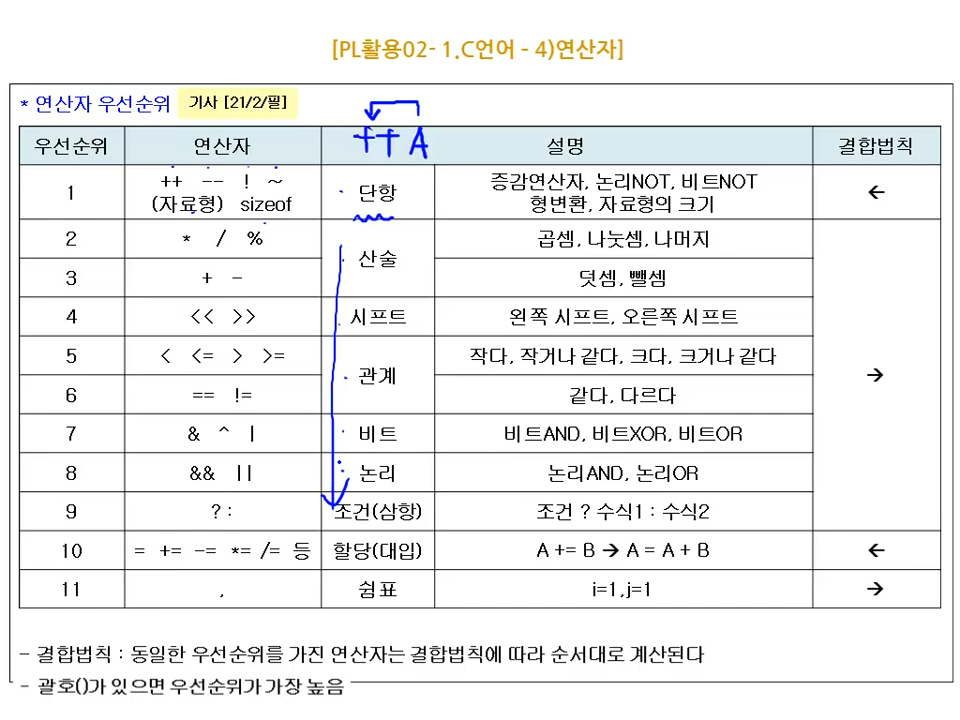 [PL활용02- 1.C언어 - 4)연산자]
* 연산자 우선순위 기사 [21/2/필]
++A
우선순위 연산자 설명 결합법칙
1 ++ -- ! ~ (자료형) sizeof 단항 증감연산자, 논리NOT, 비트NOT 형변환, 자료형의 크기 ←
2 * / % 산술 곱셈, 나눗셈, 나머지 →
3 + - 덧셈, 뺄셈
4 << >> 시프트 왼쪽 시프트, 오른쪽 시프트
5 < <= > >= 관계 작다, 작거나 같다, 크다, 크거나 같다
6 == != 같다, 다르다
7 & ^ | 비트 비트AND, 비트XOR, 비트OR
8 && || 논리 논리AND, 논리OR
9 ? : 조건(삼항) 조건 ? 수식1 : 수식2
10 = += -= *= /= 등 할당(대입) A += B → A = A + B ←
11 , 쉼표 i=1,j=1 →
- 결합법칙 : 동일한 우선순위를 가진 연산자는 결합법칙에 따라 순서대로 계산된다
- 괄호()가 있으면 우선순위가 가장 높음